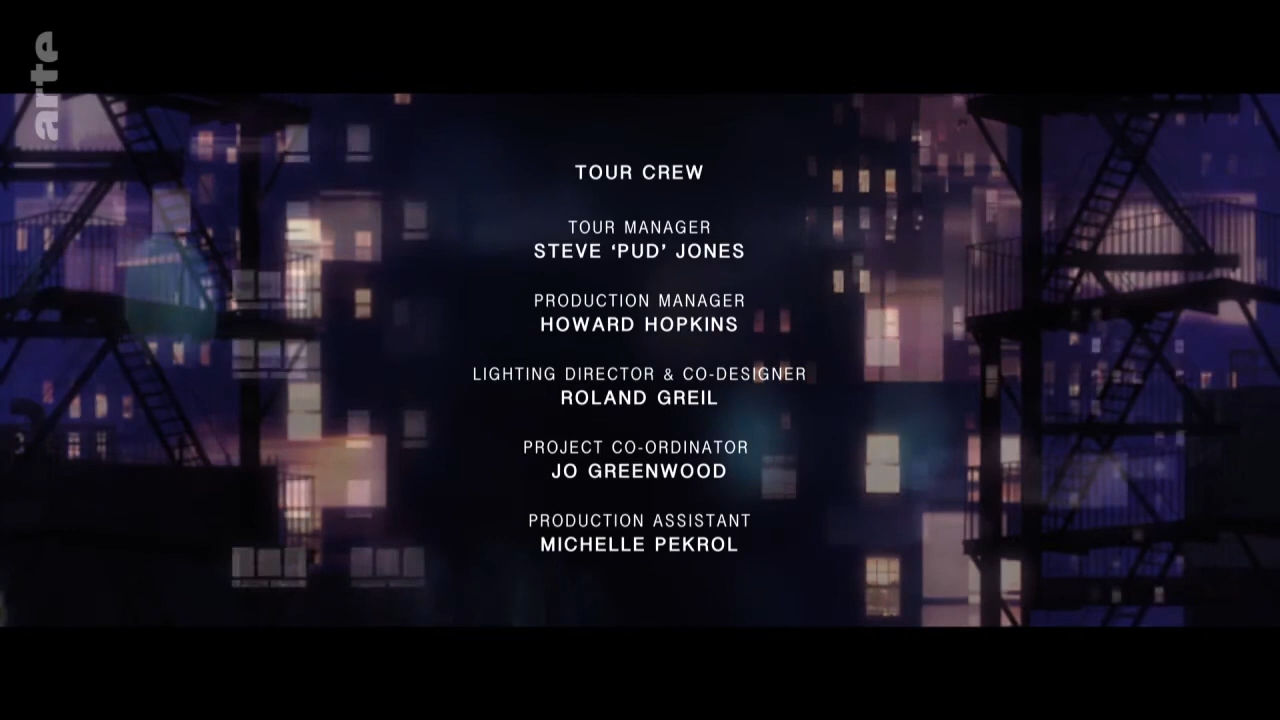 arte
TOUR CREW
TOUR MANAGER
STEVE ‘PUD’ JONES
PRODUCTION MANAGER
HOWARD HOPKINS
LIGHTING DIRECTOR & CO-DESIGNER
ROLAND GREIL
PROJECT CO-ORDINATOR
JO GREENWOOD
PRODUCTION ASSISTANT
MICHELLE PEKROL